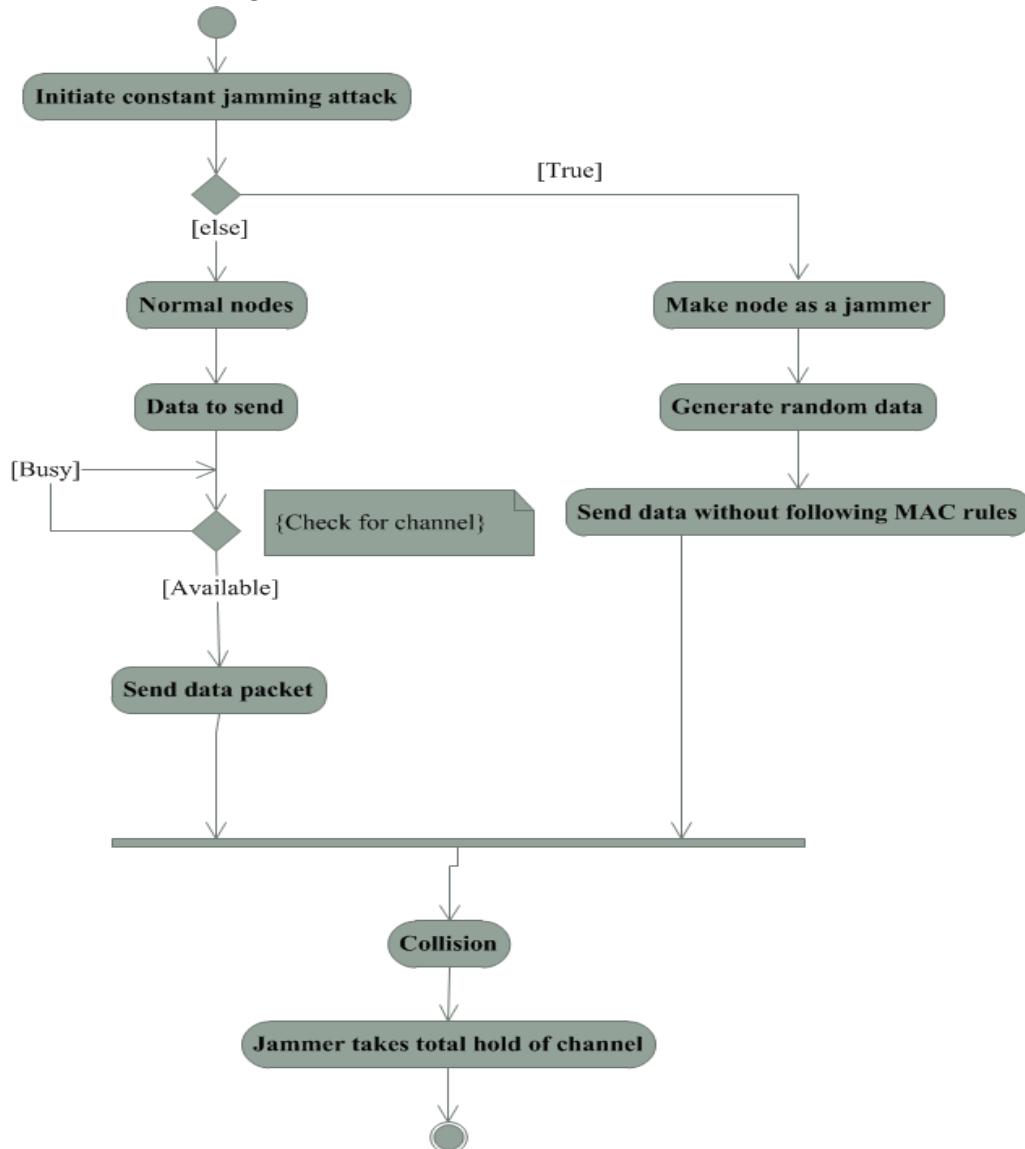 Initiate constant jamming attack
[True]
[else]
Normal nodes
Make node as a jammer
Data to send
Generate random data
[Busy]
{Check for channel}
Send data without following MAC rules
[Available]
Send data packet
Collision
Jammer takes total hold of channel